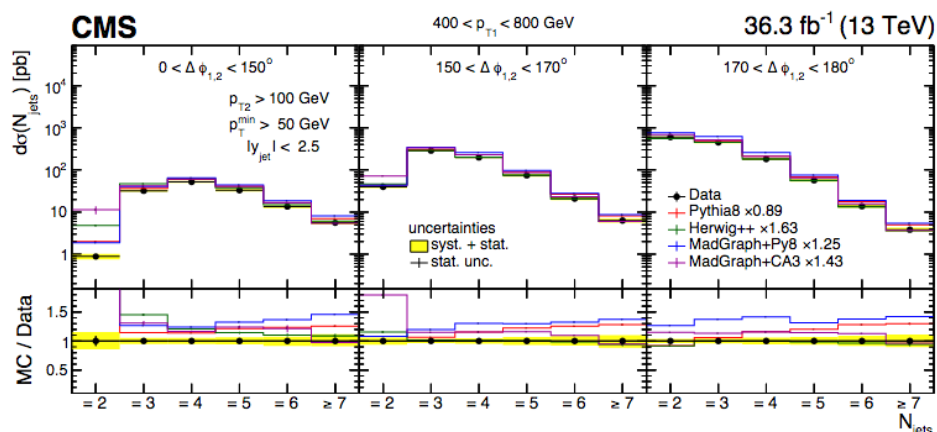 CMS
400 < p_T1 < 800 GeV
36.3 fb⁻¹ (13 TeV)
dσ(N_jets) [pb]
0 < Δ ϕ_1,2 < 150°
150 < Δ ϕ_1,2 < 170°
170 < Δ ϕ_1,2 < 180°
p_T2 > 100 GeV
p_T^min > 50 GeV
|y_jet| < 2.5
10⁴
10³
10²
10
1
uncertainties
syst. + stat.
stat. unc.
Data
Pythia8 ×0.89
Herwig++ ×1.63
MadGraph+Py8 ×1.25
MadGraph+CA3 ×1.43
MC / Data
1.5
1
0.5
= 2 = 3 = 4 = 5 = 6 ≥ 7
= 2 = 3 = 4 = 5 = 6 ≥ 7
= 2 = 3 = 4 = 5 = 6 ≥ 7
N_jets